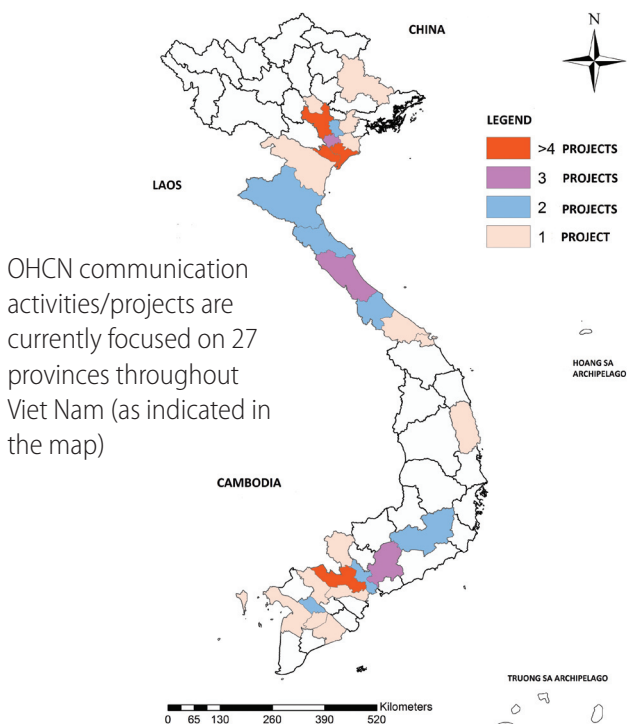 CHINA
N
LEGEND
>4 PROJECTS
3 PROJECTS
2 PROJECTS
1 PROJECT
LAOS
OHCN communication
activities/projects are
currently focused on 27
provinces throughout
Viet Nam (as indicated in
the map)
HOANG SA
ARCHIPELAGO
CAMBODIA
TRUONG SA ARCHIPELAGO
Kilometers
0 65 130 260 390 520